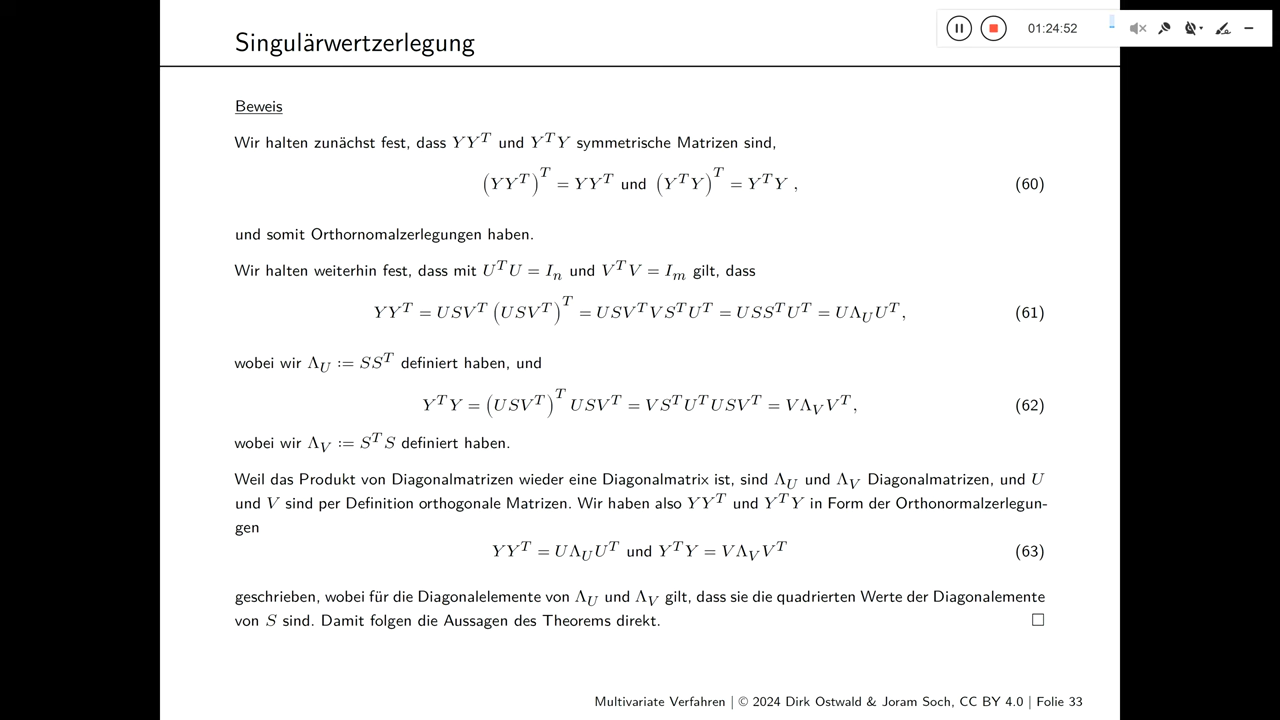 Singulärwertzerlegung
01:24:52
Beweis
Wir halten zunächst fest, dass YY^T und Y^TY symmetrische Matrizen sind,
(YY^T)^T = YY^T und (Y^TY)^T = Y^TY , (60)
und somit Orthornomalzerlegungen haben.
Wir halten weiterhin fest, dass mit U^TU = I_n und V^TV = I_m gilt, dass
YY^T = USV^T (USV^T)^T = USV^TVS^TU^T = USS^TU^T = UΛ_UU^T, (61)
wobei wir Λ_U := SS^T definiert haben, und
Y^TY = (USV^T)^T USV^T = VS^TU^TUSV^T = VΛ_VV^T, (62)
wobei wir Λ_V := S^TS definiert haben.
Weil das Produkt von Diagonalmatrizen wieder eine Diagonalmatrix ist, sind Λ_U und Λ_V Diagonalmatrizen, und U
und V sind per Definition orthogonale Matrizen. Wir haben also YY^T und Y^TY in Form der Orthonormalzerlegun-
gen
YY^T = UΛ_UU^T und Y^TY = VΛ_VV^T (63)
geschrieben, wobei für die Diagonalelemente von Λ_U und Λ_V gilt, dass sie die quadrierten Werte der Diagonalemente
von S sind. Damit folgen die Aussagen des Theorems direkt. □
Multivariate Verfahren | © 2024 Dirk Ostwald & Joram Soch, CC BY 4.0 | Folie 33